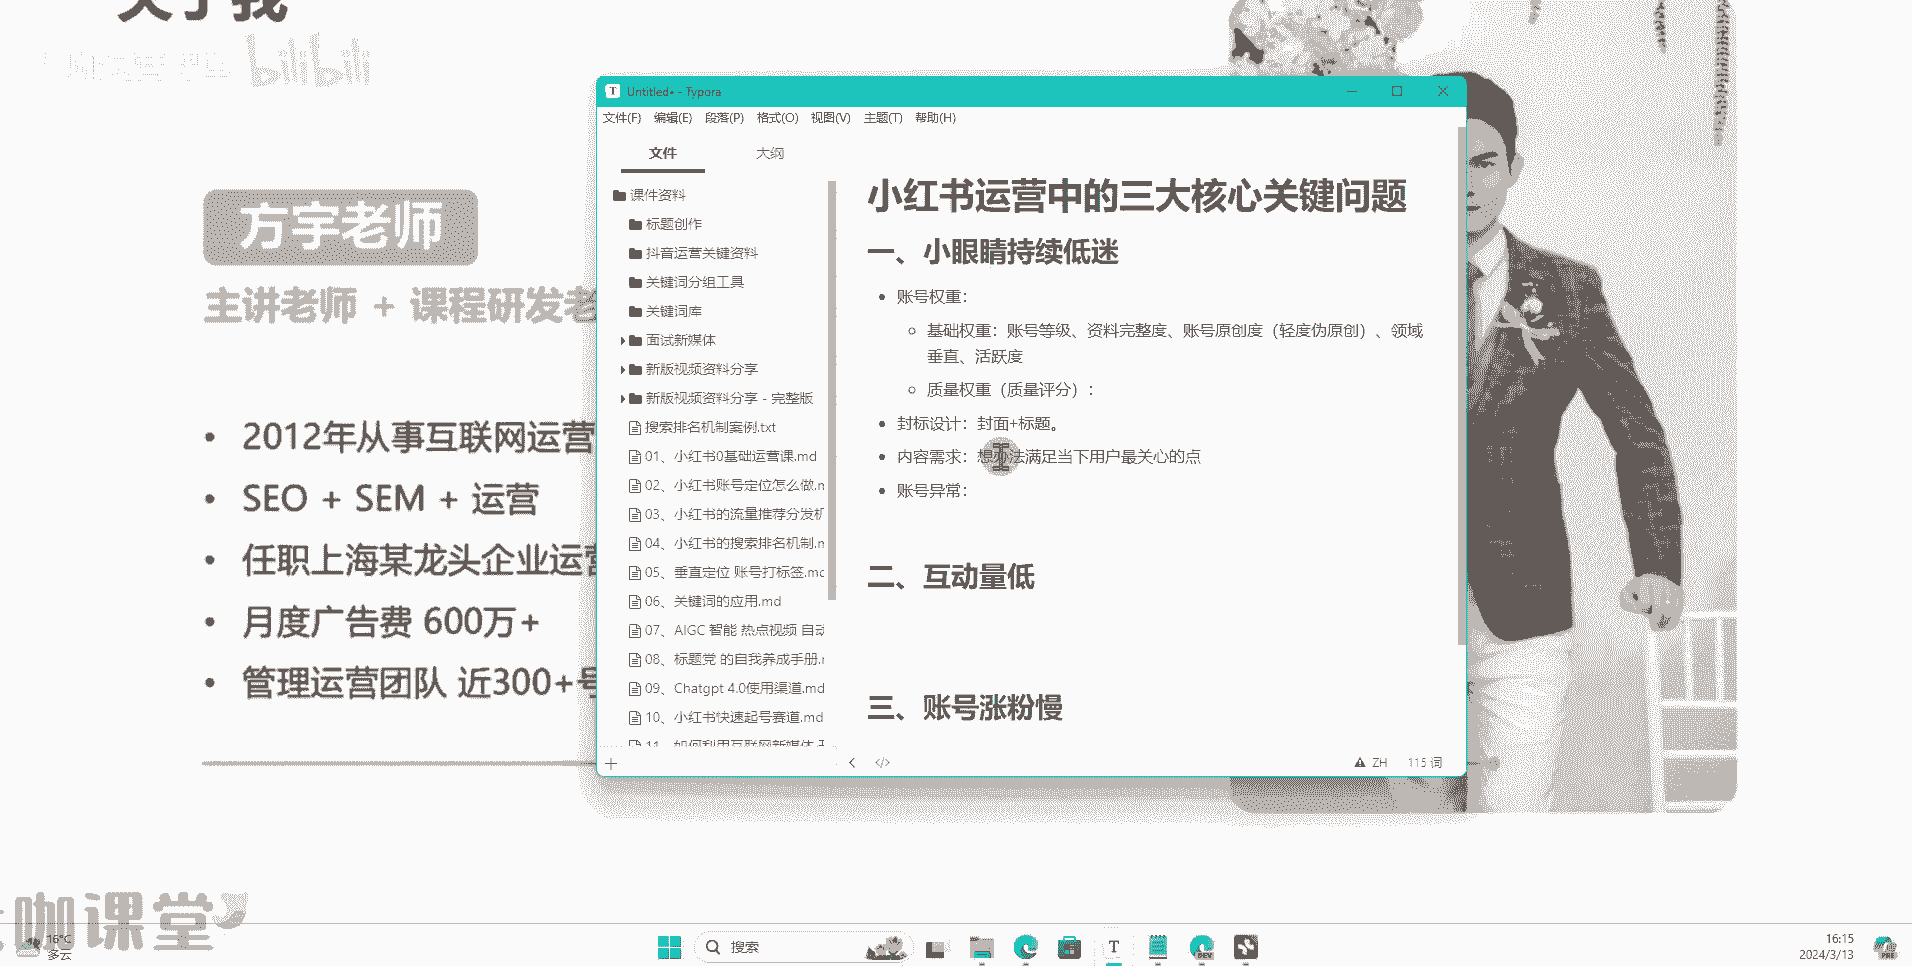 关于我
bilibili
方宇老师
主讲老师 + 课程研发老
2012年从事互联网运营
SEO + SEM + 运营
任职上海某龙头企业运营
月度广告费 600万+
管理运营团队 近300+号
Untitled• - Typora
文件(F) 编辑(E) 段落(P) 格式(O) 视图(V) 主题(T) 帮助(H)
文件 大纲
课件资料
标题创作
抖音运营关键资料
关键词分组工具
关键词库
面试新媒体
新版视频资料分享
新版视频资料分享 - 完整版
搜索排名机制案例.txt
01、小红书0基础运营课.md
02、小红书账号定位怎么做.m
03、小红书的流量推荐分发机
04、小红书的搜索排名机制.m
05、垂直定位 账号打标签.md
06、关键词的应用.md
07、AIGC 智能 热点视频 自动
08、标题党 的自我养成手册.m
09、Chatgpt 4.0使用渠道.md
10、小红书快速起号赛道.md
11、如何利用互联网新媒体
小红书运营中的三大核心关键问题
一、小眼睛持续低迷
账号权重：
基础权重：账号等级、资料完整度、账号原创度（轻度伪原创）、领域
垂直、活跃度
质量权重（质量评分）：
封标设计：封面+标题。
内容需求：想办法满足当下用户最关心的点
账号异常：
二、互动量低
三、账号涨粉慢
ZH 115 词
咖课堂
16°C
多云
搜索
T
DEV
16:15
2024/3/13
PRE